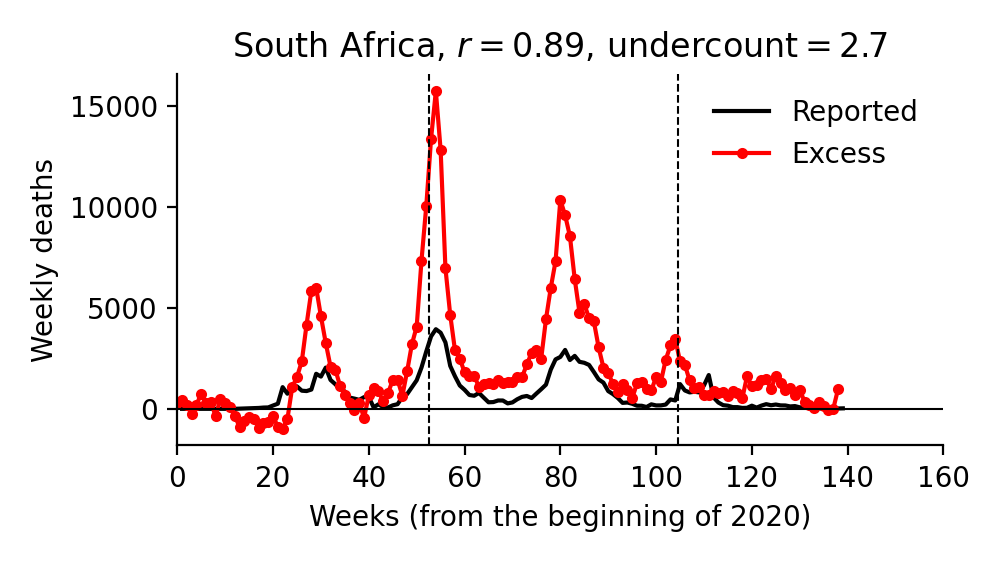 South Africa, r = 0.89, undercount = 2.7
Reported
Excess
Weekly deaths
15000
10000
5000
0
0 20 40 60 80 100 120 140 160
Weeks (from the beginning of 2020)